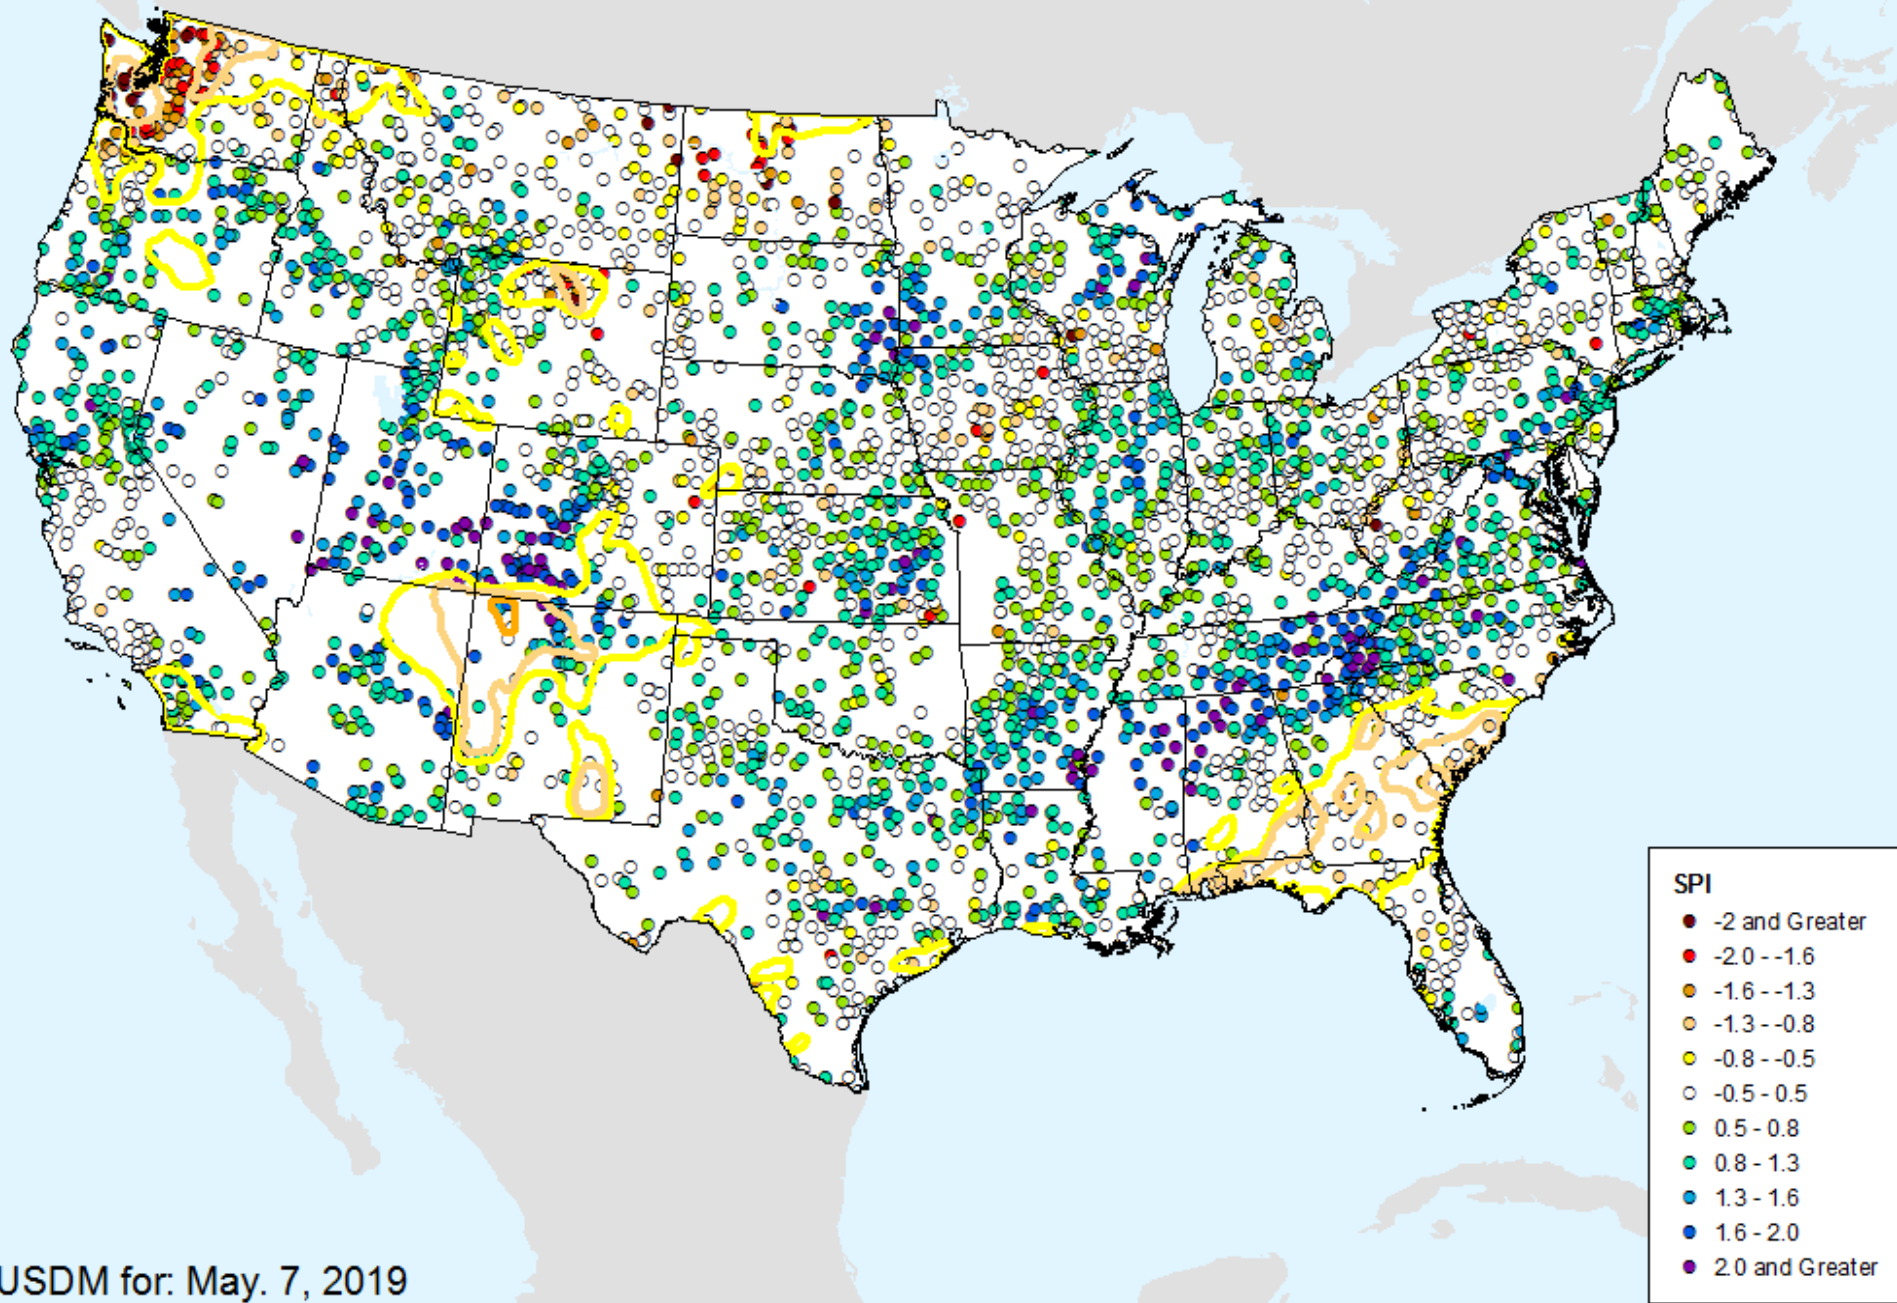 SPI
-2 and Greater
-2.0 - -1.6
-1.6 - -1.3
-1.3 - -0.8
-0.8 - -0.5
-0.5 - 0.5
0.5 - 0.8
0.8 - 1.3
1.3 - 1.6
1.6 - 2.0
2.0 and Greater
USDM for: May. 7, 2019